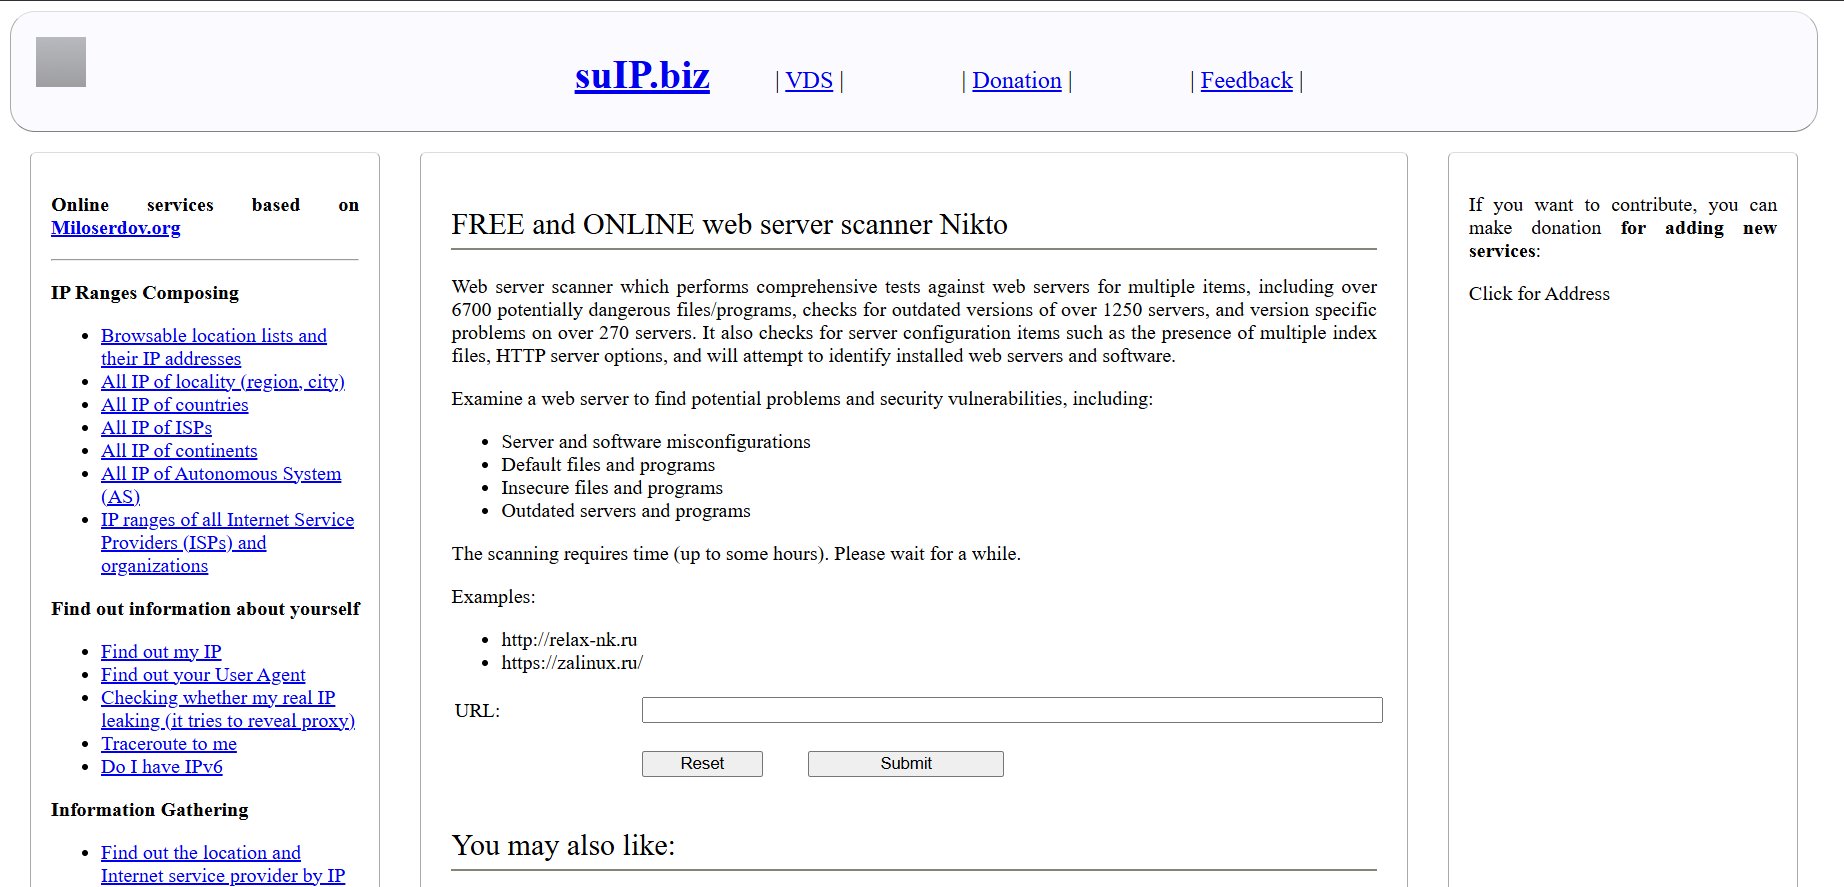 suIP.biz | VDS | | Donation | | Feedback |
Online services based on
Miloserdov.org
IP Ranges Composing
• Browsable location lists and
their IP addresses
• All IP of locality (region, city)
• All IP of countries
• All IP of ISPs
• All IP of continents
• All IP of Autonomous System
(AS)
• IP ranges of all Internet Service
Providers (ISPs) and
organizations
Find out information about yourself
• Find out my IP
• Find out your User Agent
• Checking whether my real IP
leaking (it tries to reveal proxy)
• Traceroute to me
• Do I have IPv6
Information Gathering
• Find out the location and
Internet service provider by IP
FREE and ONLINE web server scanner Nikto
Web server scanner which performs comprehensive tests against web servers for multiple items, including over
6700 potentially dangerous files/programs, checks for outdated versions of over 1250 servers, and version specific
problems on over 270 servers. It also checks for server configuration items such as the presence of multiple index
files, HTTP server options, and will attempt to identify installed web servers and software.
Examine a web server to find potential problems and security vulnerabilities, including:
• Server and software misconfigurations
• Default files and programs
• Insecure files and programs
• Outdated servers and programs
The scanning requires time (up to some hours). Please wait for a while.
Examples:
• http://relax-nk.ru
• https://zalinux.ru/
URL:
Reset Submit
You may also like:
If you want to contribute, you can
make donation for adding new
services:
Click for Address